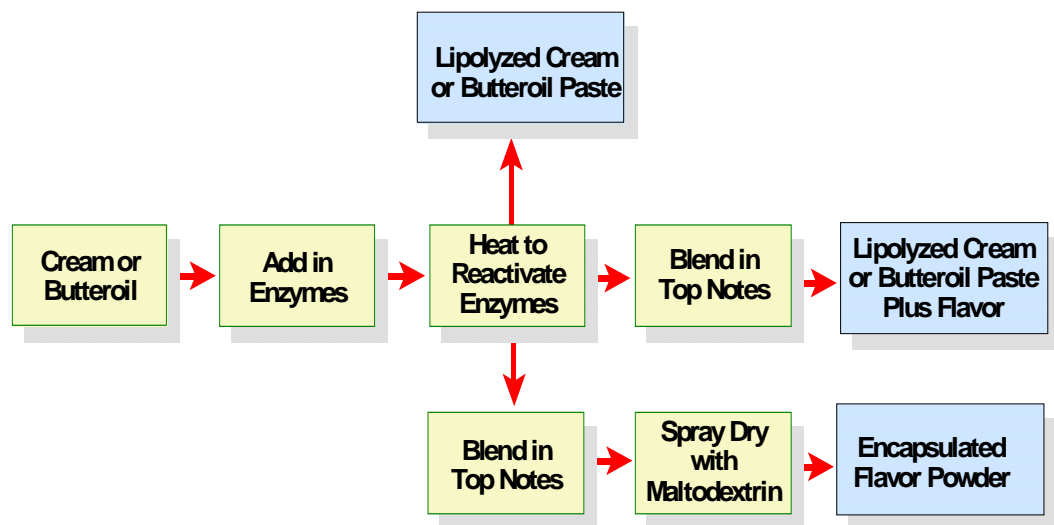 Lipolyzed Cream
or Butteroil Paste
Cream or
Butteroil
Add in
Enzymes
Heat to
Reactivate
Enzymes
Blend in
Top Notes
Lipolyzed Cream
or Butteroil Paste
Plus Flavor
Blend in
Top Notes
Spray Dry
with
Maltodextrin
Encapsulated
Flavor Powder